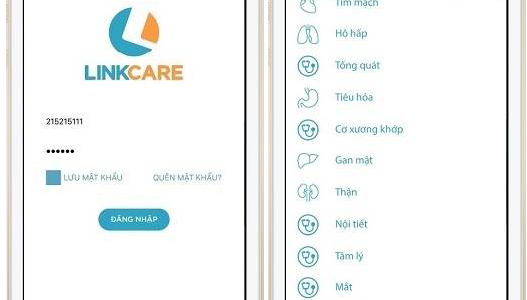 LINKCARE
215215111
••••••
LƯU MẬT KHẨU
QUÊN MẬT KHẨU?
ĐĂNG NHẬP
Tim mạch
Hô hấp
Tổng quát
Tiêu hóa
Cơ xương khớp
Gan mật
Thận
Nội tiết
Tâm lý
Mắt